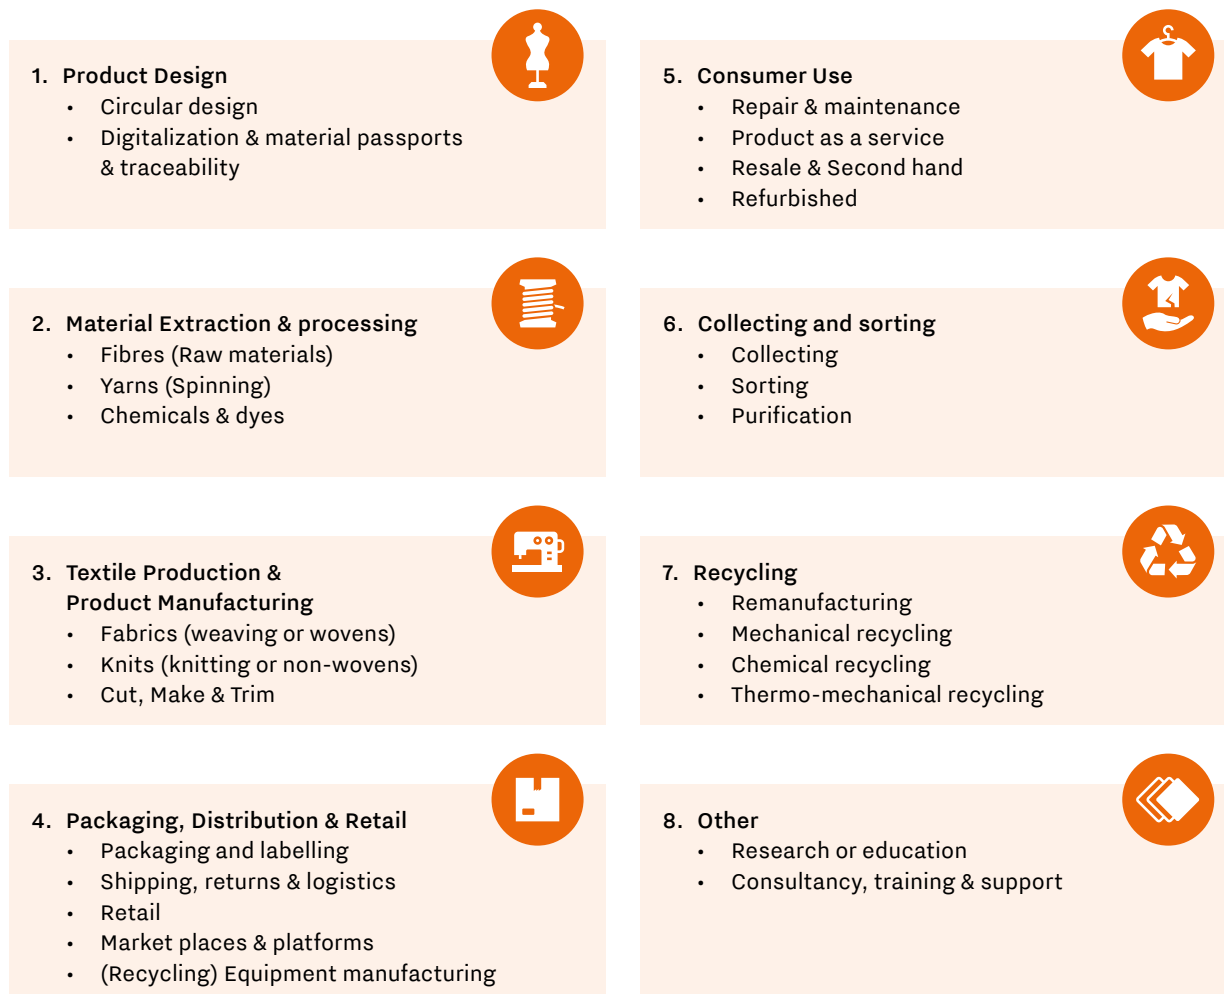 1. Product Design
• Circular design
• Digitalization & material passports
& traceability
2. Material Extraction & processing
• Fibres (Raw materials)
• Yarns (Spinning)
• Chemicals & dyes
3. Textile Production &
Product Manufacturing
• Fabrics (weaving or wovens)
• Knits (knitting or non-wovens)
• Cut, Make & Trim
4. Packaging, Distribution & Retail
• Packaging and labelling
• Shipping, returns & logistics
• Retail
• Market places & platforms
• (Recycling) Equipment manufacturing
5. Consumer Use
• Repair & maintenance
• Product as a service
• Resale & Second hand
• Refurbished
6. Collecting and sorting
• Collecting
• Sorting
• Purification
7. Recycling
• Remanufacturing
• Mechanical recycling
• Chemical recycling
• Thermo-mechanical recycling
8. Other
• Research or education
• Consultancy, training & support